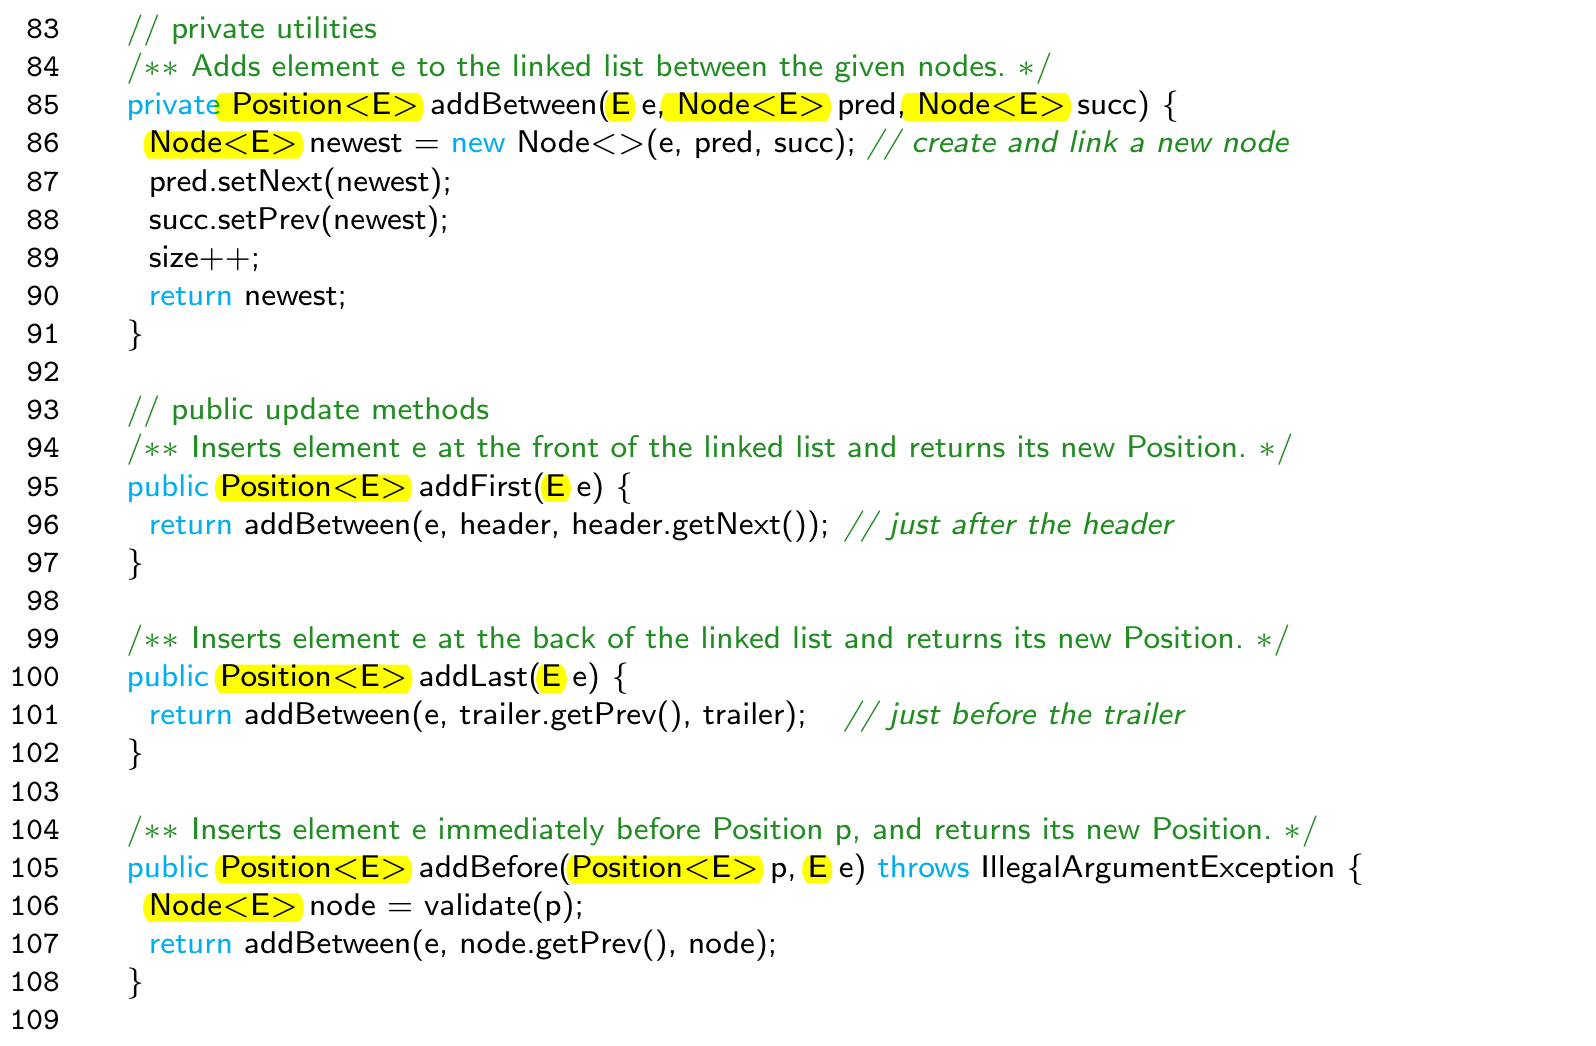 83 // private utilities
84 /** Adds element e to the linked list between the given nodes. */
85 private Position<E> addBetween(E e, Node<E> pred, Node<E> succ) {
86 Node<E> newest = new Node<>(e, pred, succ); // create and link a new node
87 pred.setNext(newest);
88 succ.setPrev(newest);
89 size++;
90 return newest;
91 }
92
93 // public update methods
94 /** Inserts element e at the front of the linked list and returns its new Position. */
95 public Position<E> addFirst(E e) {
96 return addBetween(e, header, header.getNext()); // just after the header
97 }
98
99 /** Inserts element e at the back of the linked list and returns its new Position. */
100 public Position<E> addLast(E e) {
101 return addBetween(e, trailer.getPrev(), trailer); // just before the trailer
102 }
103
104 /** Inserts element e immediately before Position p, and returns its new Position. */
105 public Position<E> addBefore(Position<E> p, E e) throws IllegalArgumentException {
106 Node<E> node = validate(p);
107 return addBetween(e, node.getPrev(), node);
108 }
109